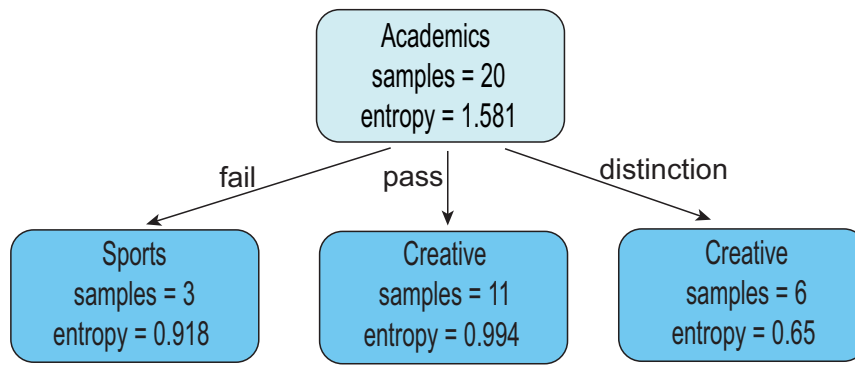 Academics
samples = 20
entropy = 1.581
fail
pass
distinction
Sports
samples = 3
entropy = 0.918
Creative
samples = 11
entropy = 0.994
Creative
samples = 6
entropy = 0.65